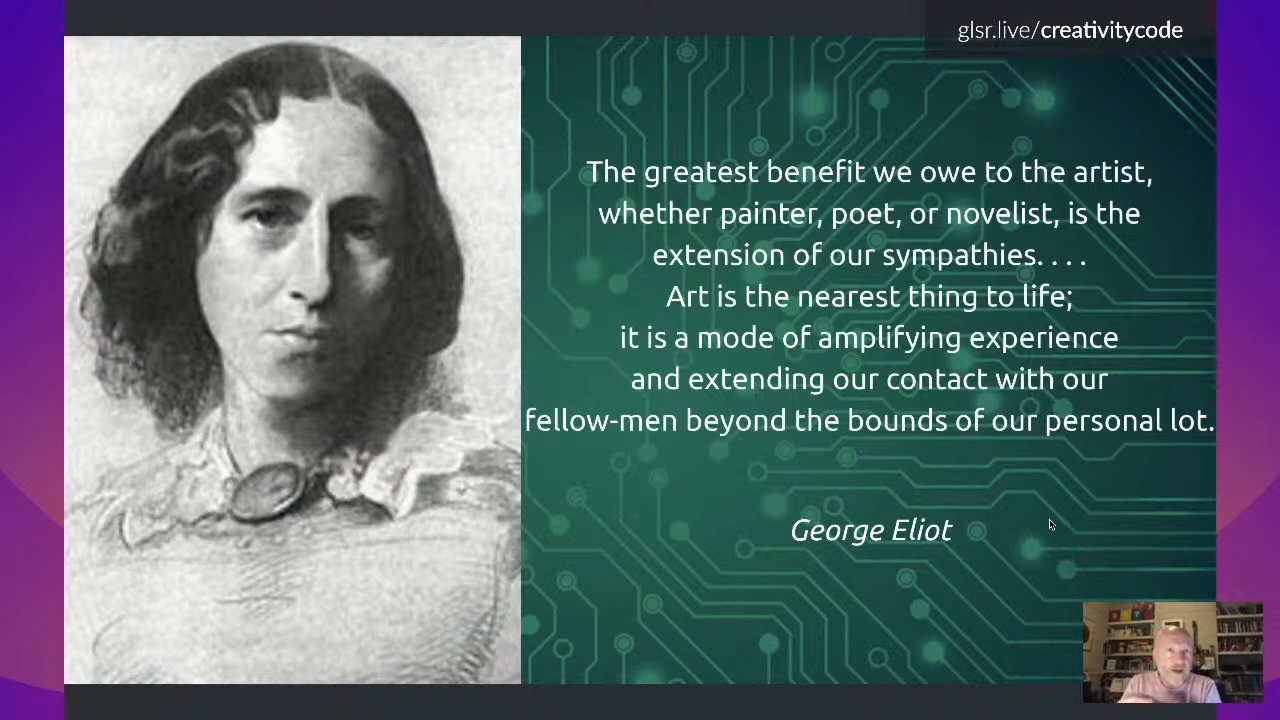 glsr.live/creativitycode
The greatest benefit we owe to the artist,
whether painter, poet, or novelist, is the
extension of our sympathies. . . .
Art is the nearest thing to life;
it is a mode of amplifying experience
and extending our contact with our
fellow-men beyond the bounds of our personal lot.
George Eliot